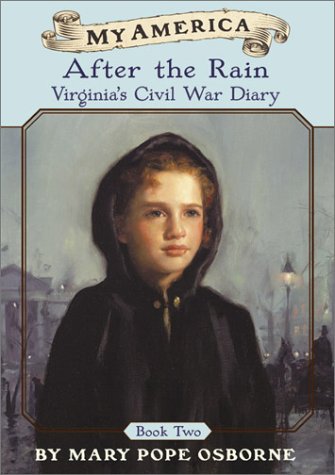 MY AMERICA
After the Rain
Virginia's Civil War Diary
Book Two
BY MARY POPE OSBORNE